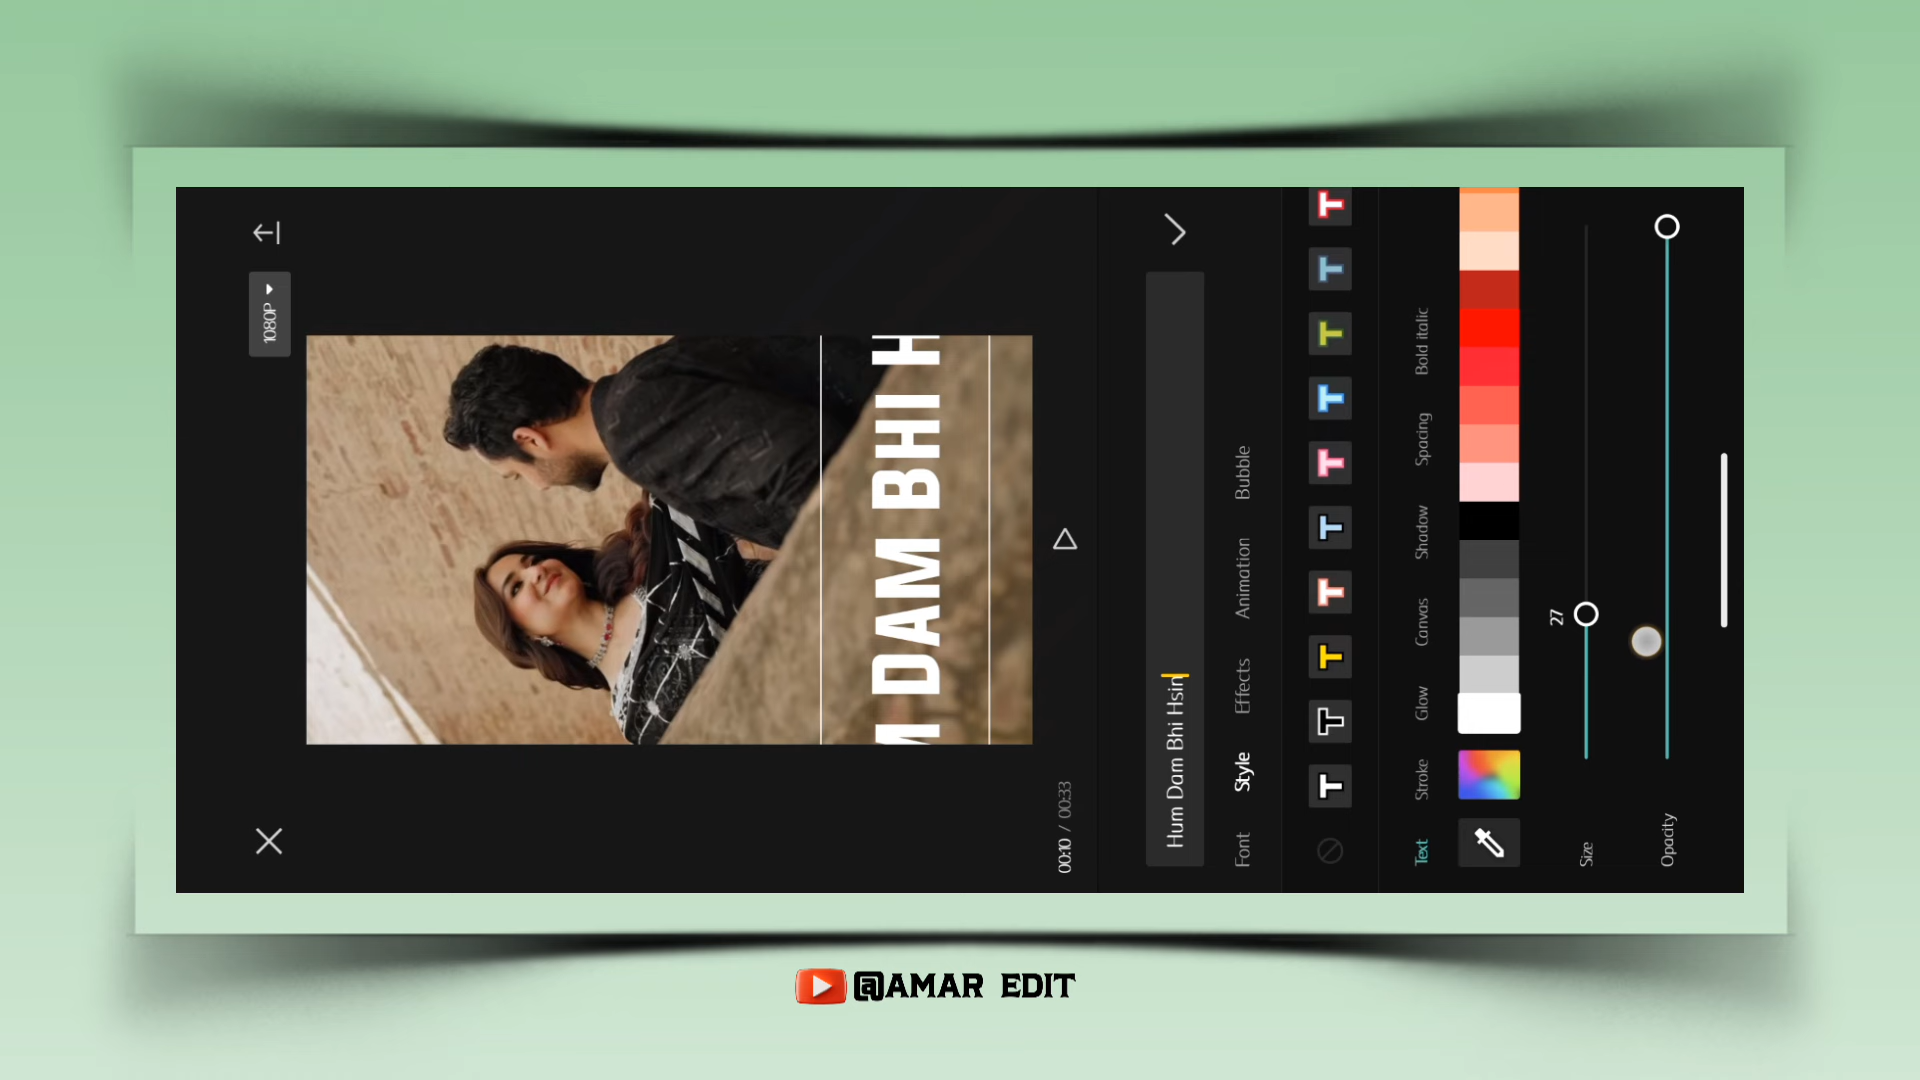 1080P
M DAM BHI H
00:10 / 00:33
Hum Dam Bhi Hsin
Font Style Effects Animation Bubble
T T T T T T T T T T
Text Stroke Glow Canvas Shadow Spacing Bold italic
27
Size
Opacity
@AMAR EDIT